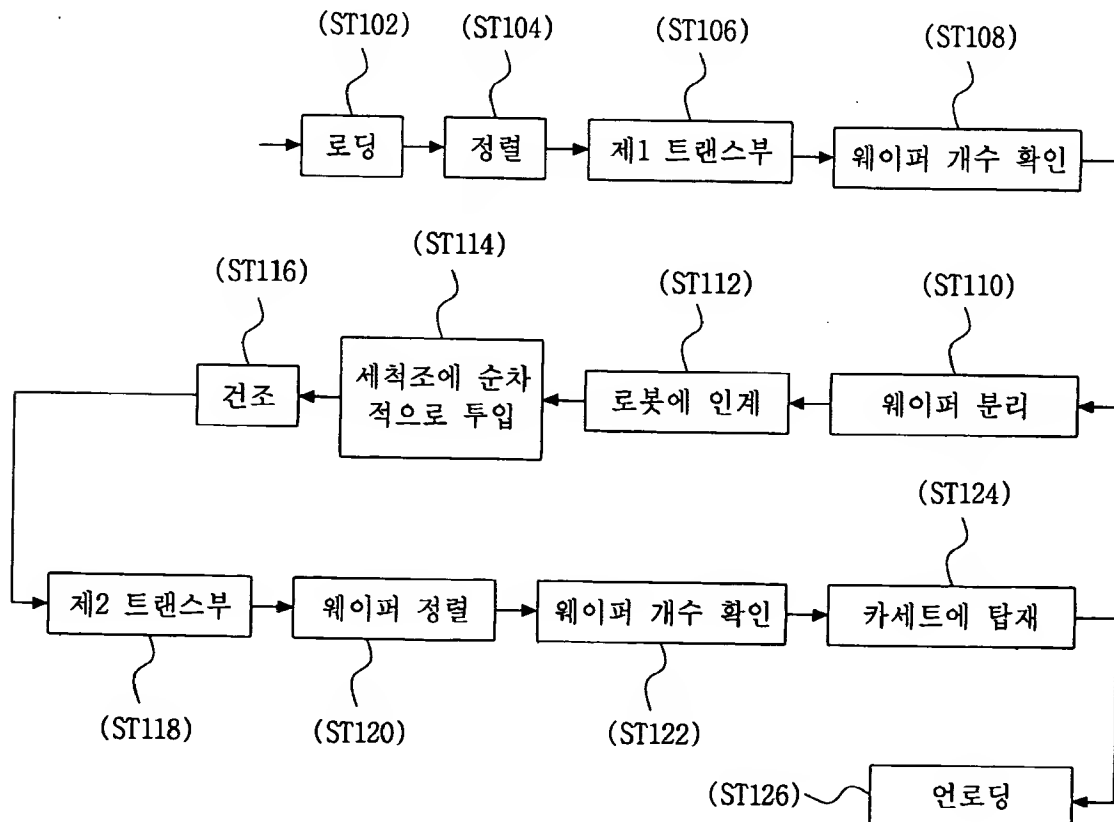 (ST102)
(ST104)
(ST106)
(ST108)
로딩
정렬
제1 트랜스부
웨이퍼 개수 확인
(ST116)
(ST114)
(ST112)
(ST110)
건조
세척조에 순차
적으로 투입
로봇에 인계
웨이퍼 분리
(ST124)
제2 트랜스부
웨이퍼 정렬
웨이퍼 개수 확인
카세트에 탑재
(ST118)
(ST120)
(ST122)
(ST126)
언로딩